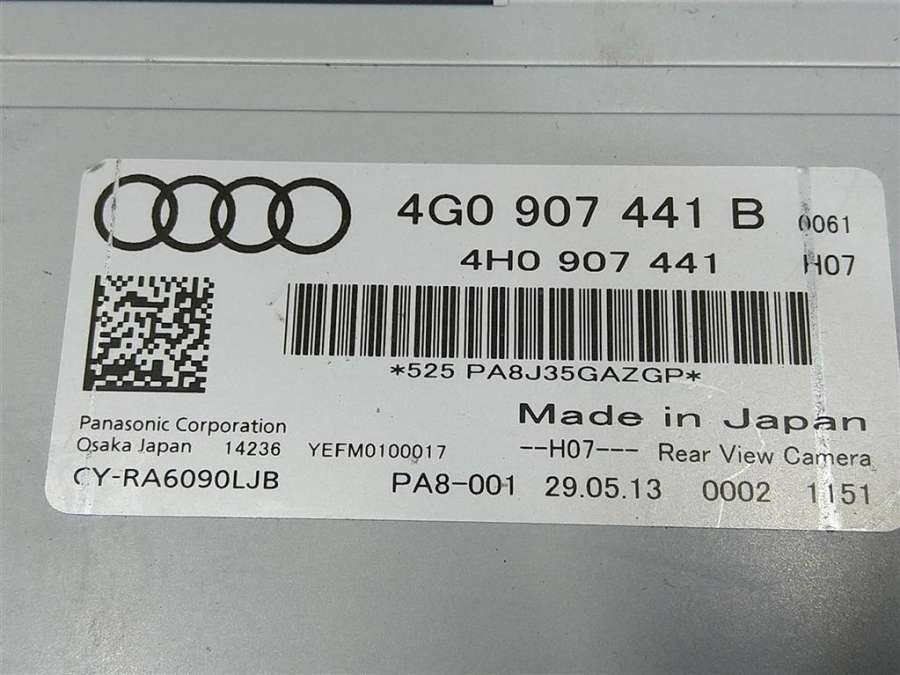 4G0 907 441 B 0061
4H0 907 441 H07
*525 PA8J35GAZGP*
Made in Japan
Panasonic Corporation
Osaka Japan 14236 YEFM0100017 --H07--- Rear View Camera
CY-RA6090LJB PA8-001 29.05.13 0002 1151